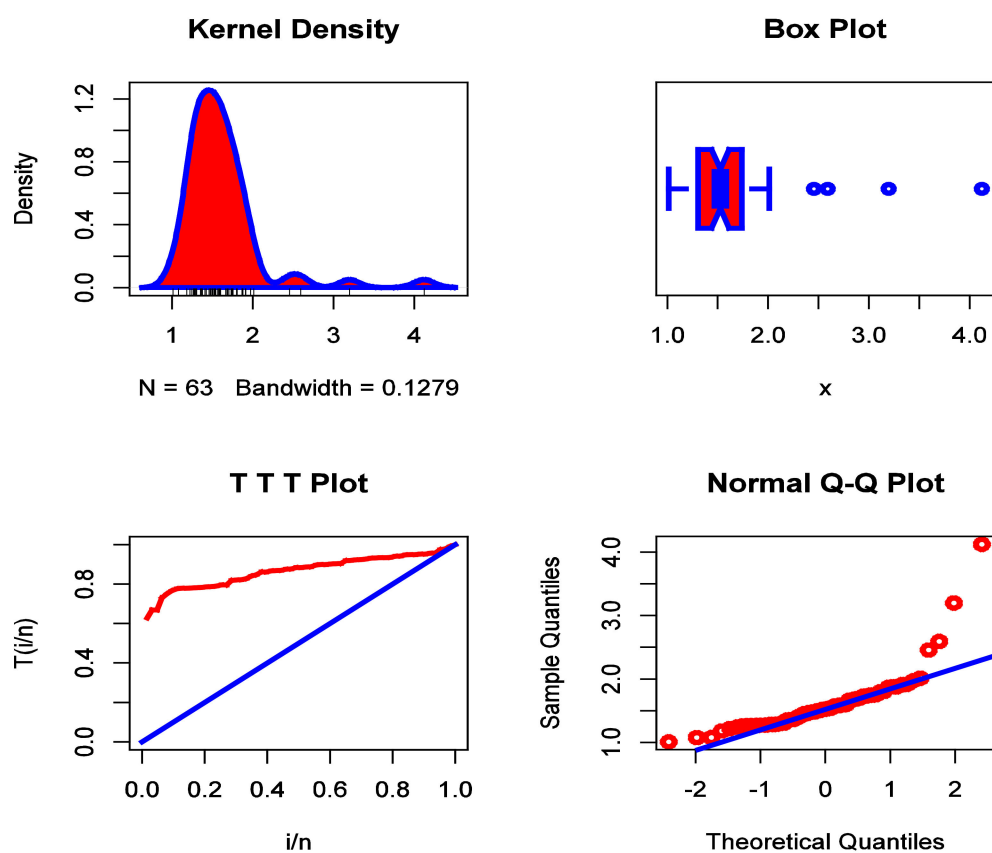 Kernel Density
Density
0.0 0.4 0.8 1.2
1 2 3 4
N = 63 Bandwidth = 0.1279
Box Plot
1.0 2.0 3.0 4.0
x
T T T Plot
T(i/n)
0.0 0.4 0.8
0.0 0.2 0.4 0.6 0.8 1.0
i/n
Normal Q-Q Plot
Sample Quantiles
1.0 2.0 3.0 4.0
-2 -1 0 1 2
Theoretical Quantiles